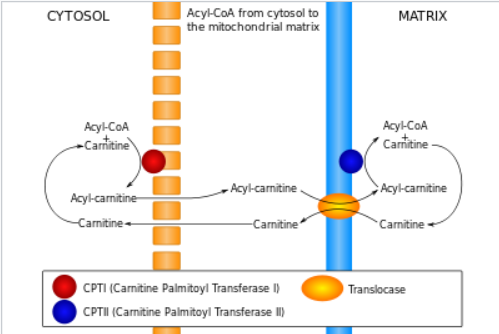 CYTOSOL
Acyl-CoA from cytosol to
the mitochondrial matrix
MATRIX
Acyl-CoA
+
Carnitine
Acyl-carnitine
Carnitine
Acyl-carnitine
Carnitine
Acyl-CoA
+
Carnitine
Acyl-carnitine
Carnitine
CPTI (Carnitine Palmitoyl Transferase I)
Translocase
CPTII (Carnitine Palmitoyl Transferase II)